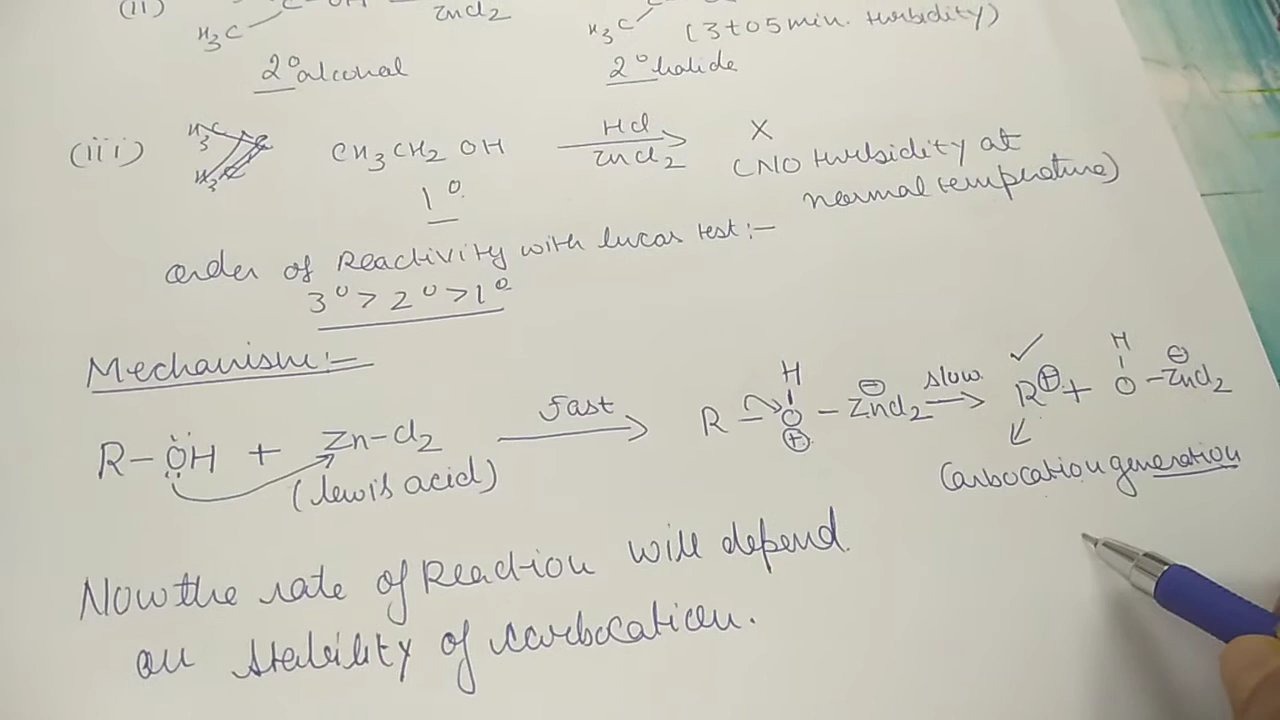 (ii)
ZnCl2
H3C
H3C (3 to 5 min. turbidity)
2° alcohal
2° halide
(iii) CH3CH2OH HCl X
ZnCl2 (NO turbidity at
1° normal temprature)
order of Reactivity with lucas test:-
3° > 2° > 1°
Mechanism:-
H H
R-ÖH + Zn-Cl2 Fast R-O-ZnCl2 slow R⊕ + O-ZnCl2
⊕ ⊖ ⊖
(lewis acid) Carbocation generation
Now the rate of Reaction will depend
on stability of carbocation.